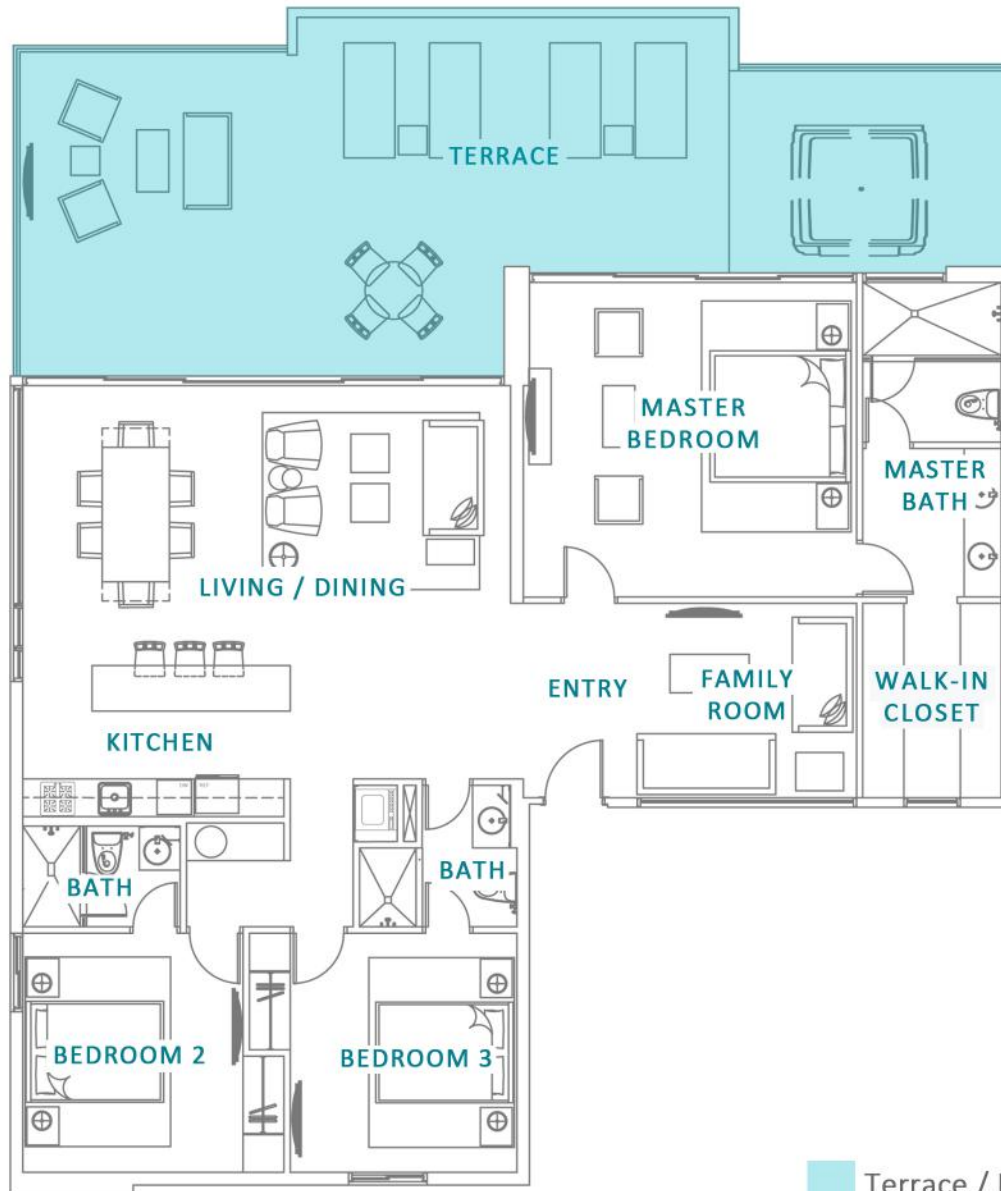 TERRACE
MASTER
BEDROOM
MASTER
BATH
LIVING / DINING
ENTRY
FAMILY
ROOM
WALK-IN
CLOSET
KITCHEN
BATH
BATH
BEDROOM 2
BEDROOM 3
Terrace /